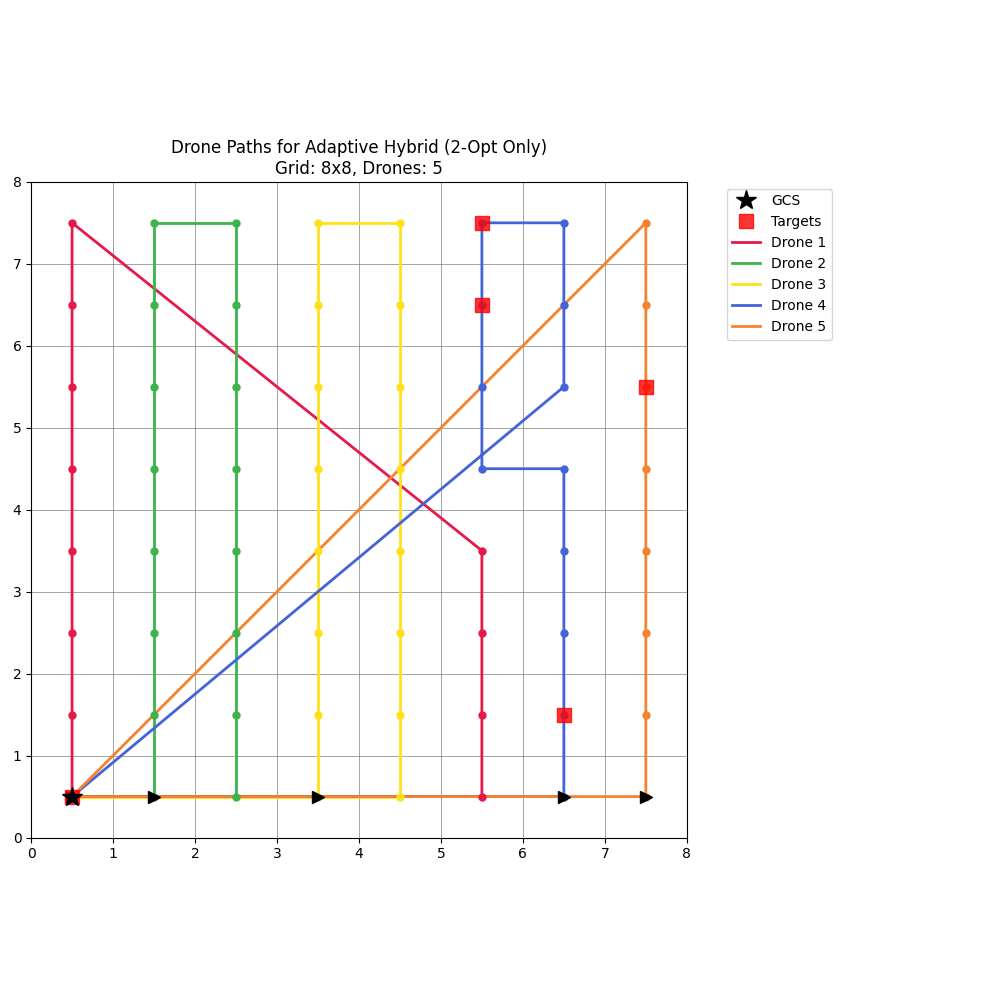 Drone Paths for Adaptive Hybrid (2-Opt Only)
Grid: 8x8, Drones: 5
GCS
Targets
Drone 1
Drone 2
Drone 3
Drone 4
Drone 5
8
7
6
5
4
3
2
1
0
0 1 2 3 4 5 6 7 8